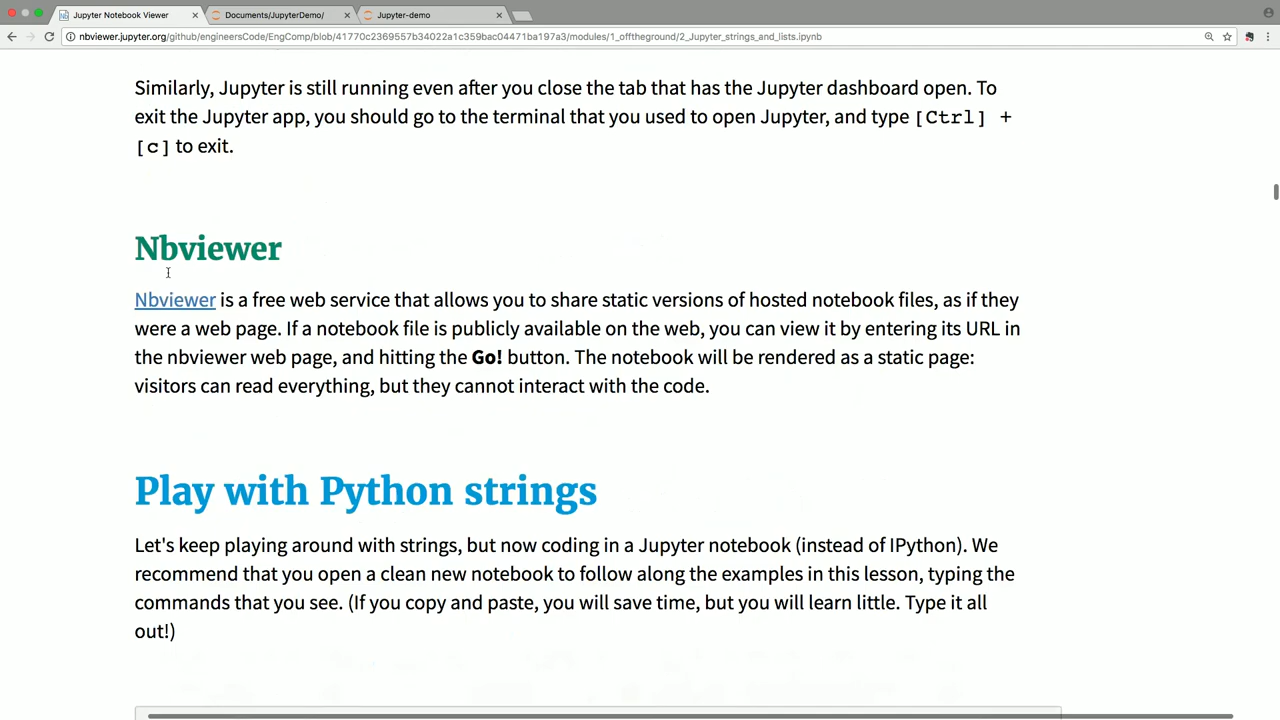 Jupyter Notebook Viewer
Documents/JupyterDemo/
Jupyter-demo
nbviewer.jupyter.org/github/engineersCode/EngComp/blob/41770c2369557b34022a1c359bac04471ba197a3/modules/1_offtheground/2_Jupyter_strings_and_lists.ipynb
Similarly, Jupyter is still running even after you close the tab that has the Jupyter dashboard open. To
exit the Jupyter app, you should go to the terminal that you used to open Jupyter, and type [Ctrl] +
[c] to exit.
Nbviewer
Nbviewer is a free web service that allows you to share static versions of hosted notebook files, as if they
were a web page. If a notebook file is publicly available on the web, you can view it by entering its URL in
the nbviewer web page, and hitting the Go! button. The notebook will be rendered as a static page:
visitors can read everything, but they cannot interact with the code.
Play with Python strings
Let's keep playing around with strings, but now coding in a Jupyter notebook (instead of IPython). We
recommend that you open a clean new notebook to follow along the examples in this lesson, typing the
commands that you see. (If you copy and paste, you will save time, but you will learn little. Type it all
out!)